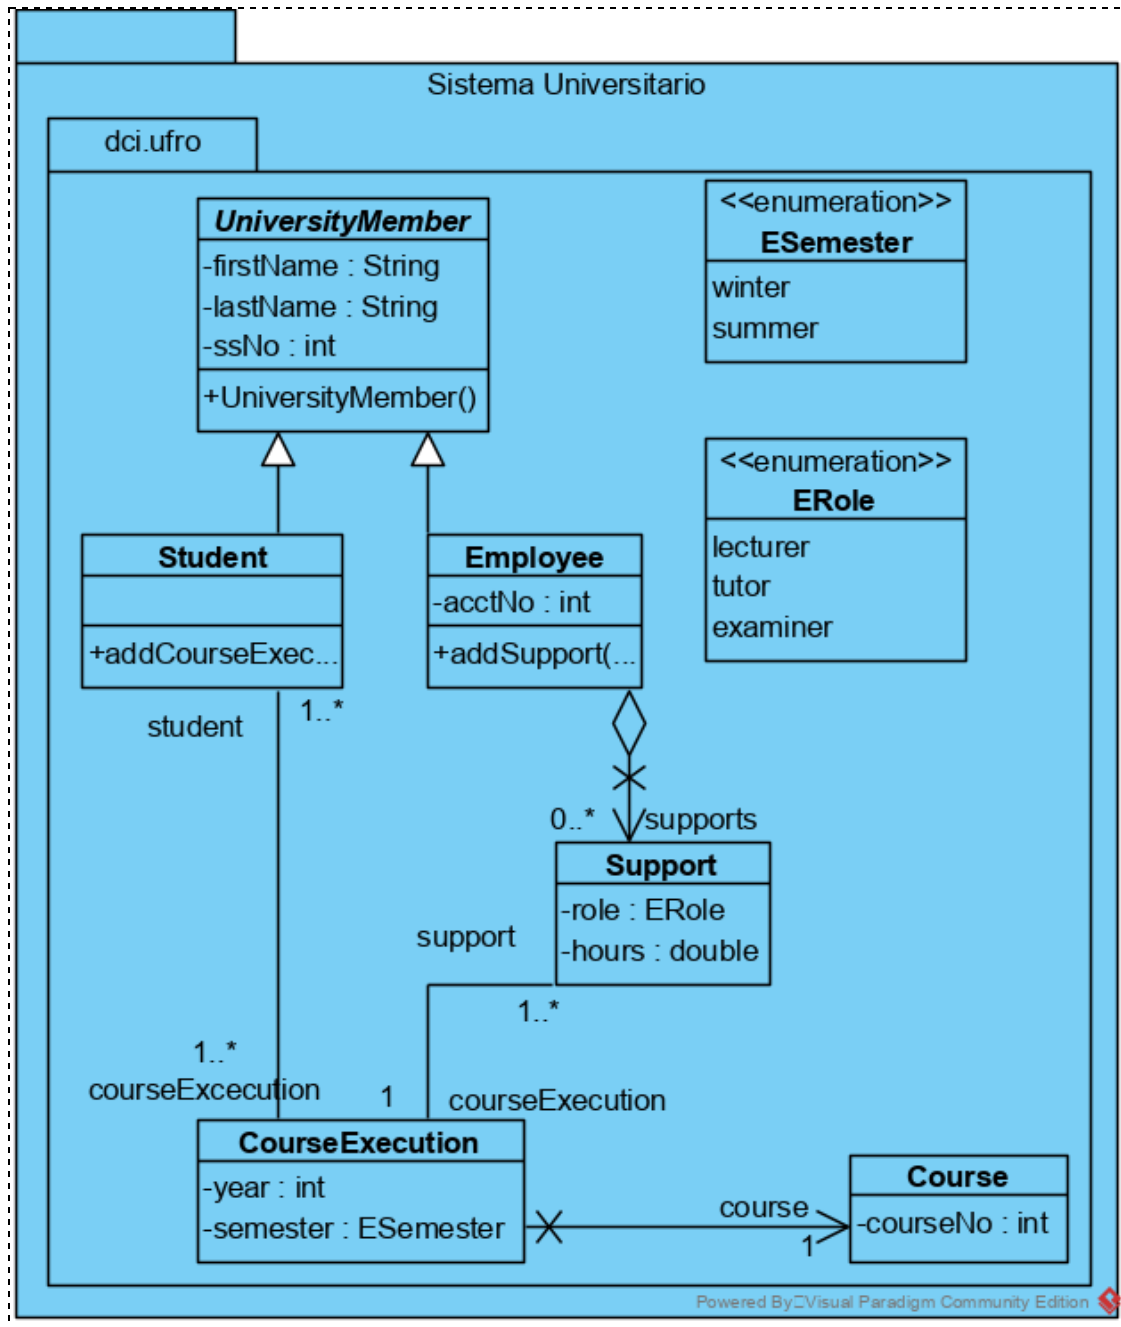 Sistema Universitario
dci.ufro
UniversityMember
-firstName : String
-lastName : String
-ssNo : int
+UniversityMember()
<<enumeration>>
ESemester
winter
summer
<<enumeration>>
ERole
lecturer
tutor
examiner
Student
+addCourseExec...
Employee
-acctNo : int
+addSupport(...
student
1..*
0..*
supports
Support
-role : ERole
-hours : double
support
1..*
1..*
courseExcecution
1
courseExecution
CourseExecution
-year : int
-semester : ESemester
course
1
Course
-courseNo : int
Powered By Visual Paradigm Community Edition